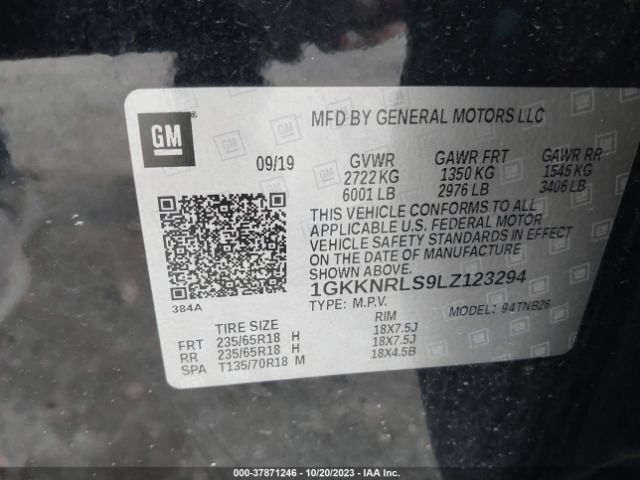 GM
MFD BY GENERAL MOTORS LLC
09/19 GVWR GAWR FRT GAWR RR
2722 KG 1350 KG 1545 KG
6001 LB 2976 LB 3406 LB
THIS VEHICLE CONFORMS TO ALL
APPLICABLE U.S. FEDERAL MOTOR
VEHICLE SAFETY STANDARDS IN EFFECT
ON THE DATE OF MANUFACTURE
SHOWN ABOVE.
1GKKNRLS9LZ123294
384A
TYPE: M.P.V. MODEL: 94TNB26
TIRE SIZE RIM
FRT 235/65R18 H 18X7.5J
RR 235/65R18 H 18X7.5J
SPA T135/70R18 M 18X4.5B
000-37871246 - 10/20/2023 - IAA Inc.